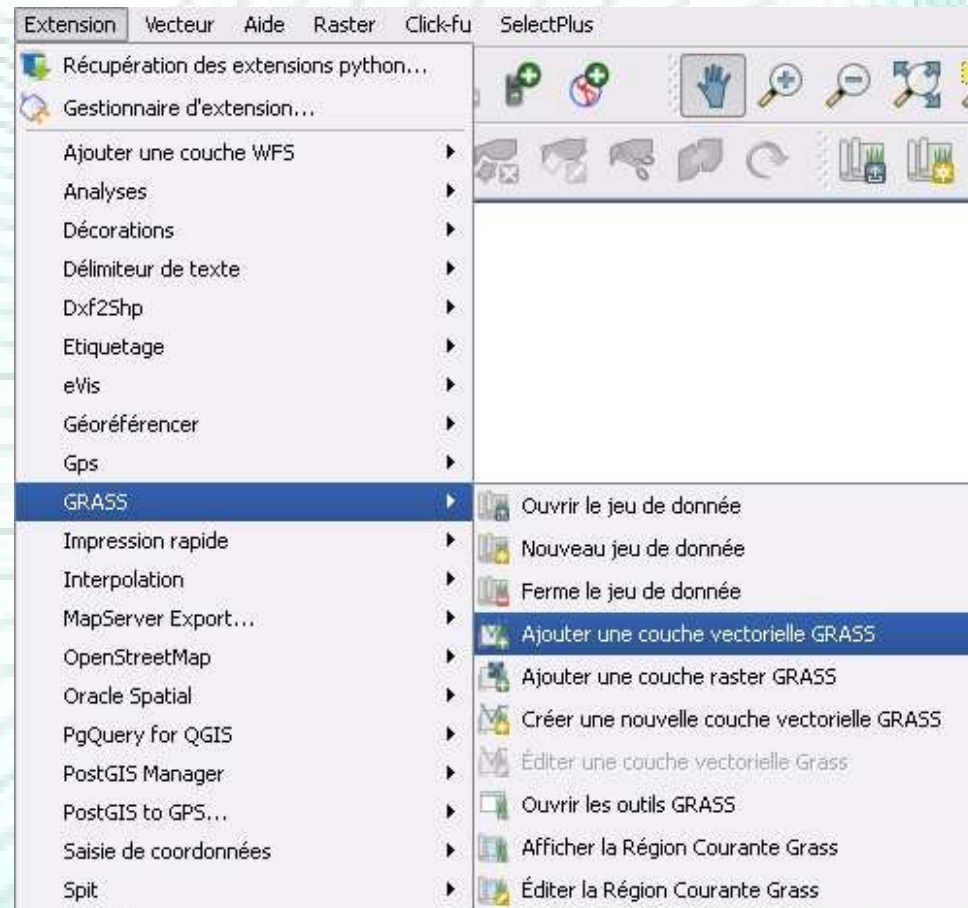 Extension Vecteur Aide Raster Click-fu SelectPlus
Récupération des extensions python...
Gestionnaire d'extension...
Ajouter une couche WFS
Analyses
Décorations
Délimiteur de texte
Dxf2Shp
Etiquetage
eVis
Géoréférencer
Gps
GRASS
Impression rapide
Interpolation
MapServer Export...
OpenStreetMap
Oracle Spatial
PgQuery for QGIS
PostGIS Manager
PostGIS to GPS...
Saisie de coordonnées
Spit
Ouvrir le jeu de donnée
Nouveau jeu de donnée
Ferme le jeu de donnée
Ajouter une couche vectorielle GRASS
Ajouter une couche raster GRASS
Créer une nouvelle couche vectorielle GRASS
Éditer une couche vectorielle Grass
Ouvrir les outils GRASS
Afficher la Région Courante Grass
Éditer la Région Courante Grass